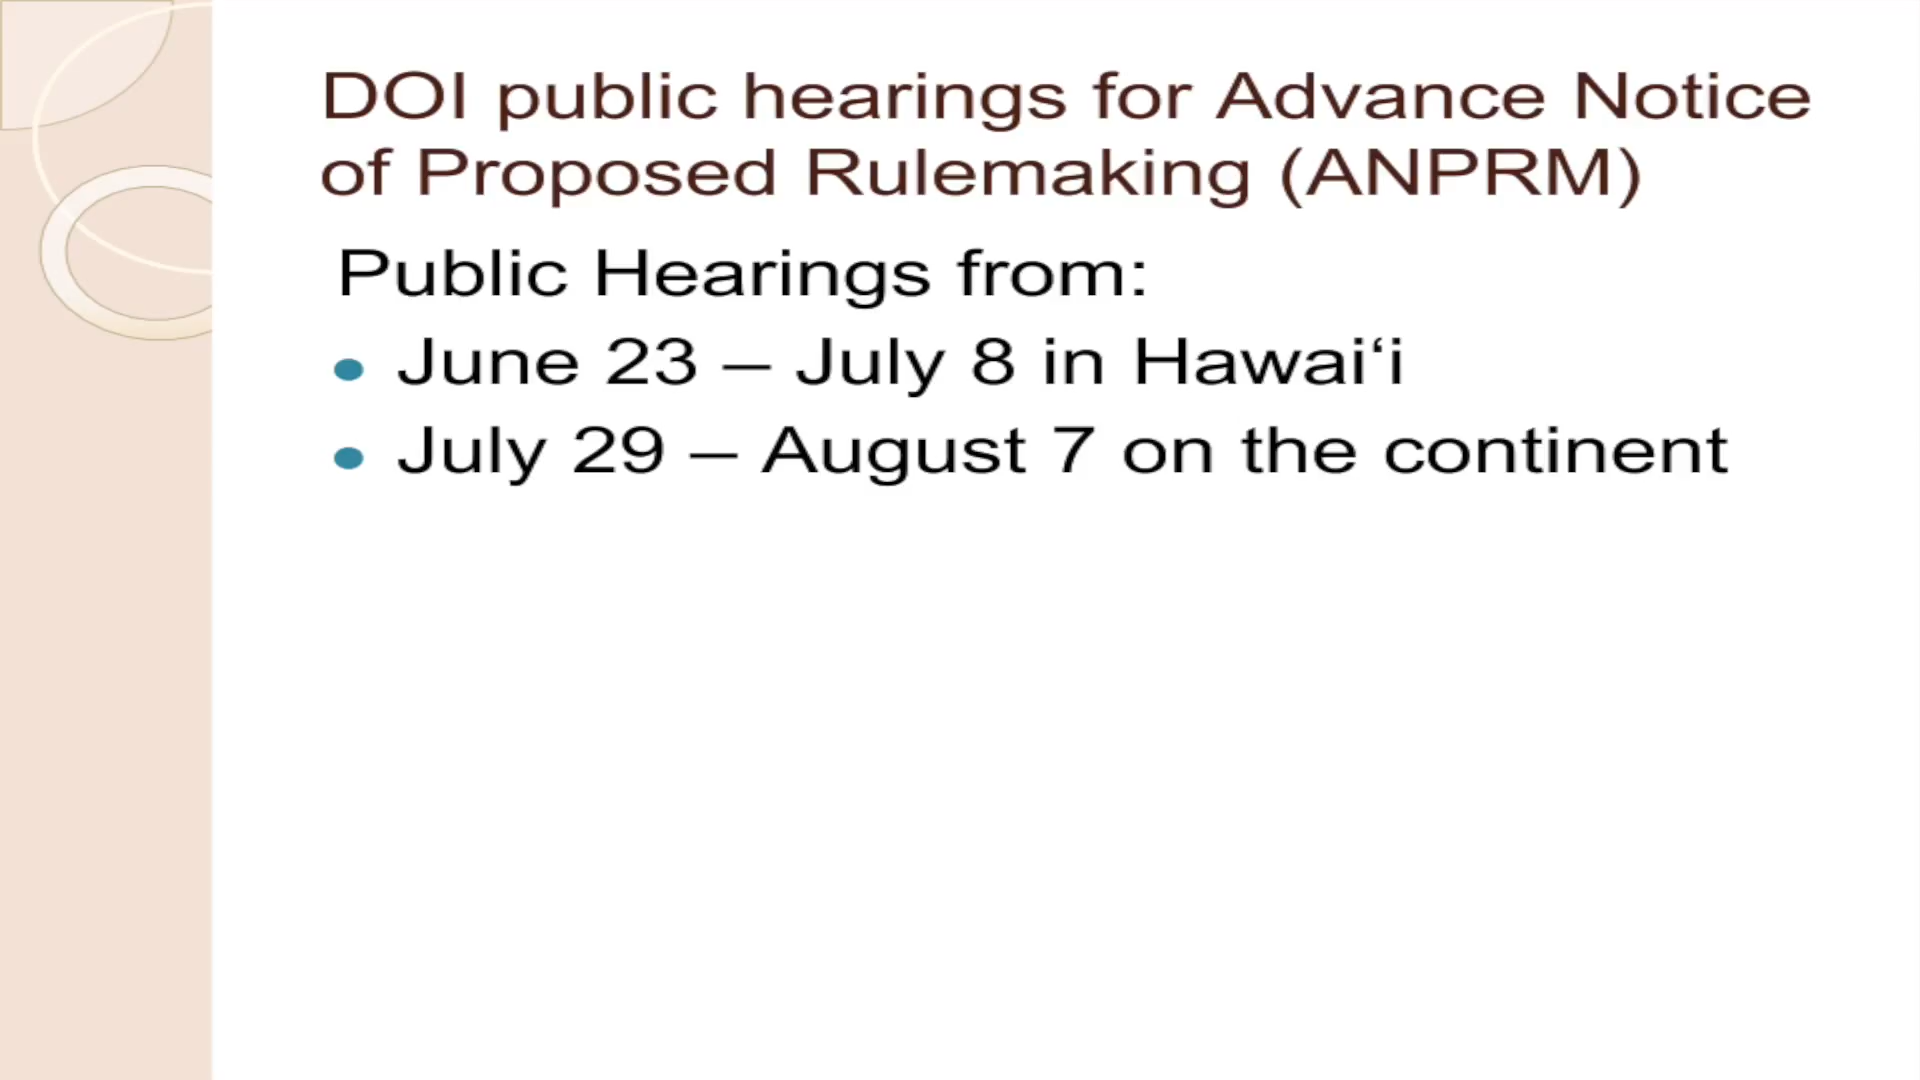 DOI public hearings for Advance Notice
of Proposed Rulemaking (ANPRM)
Public Hearings from:
• June 23 – July 8 in Hawai‘i
• July 29 – August 7 on the continent